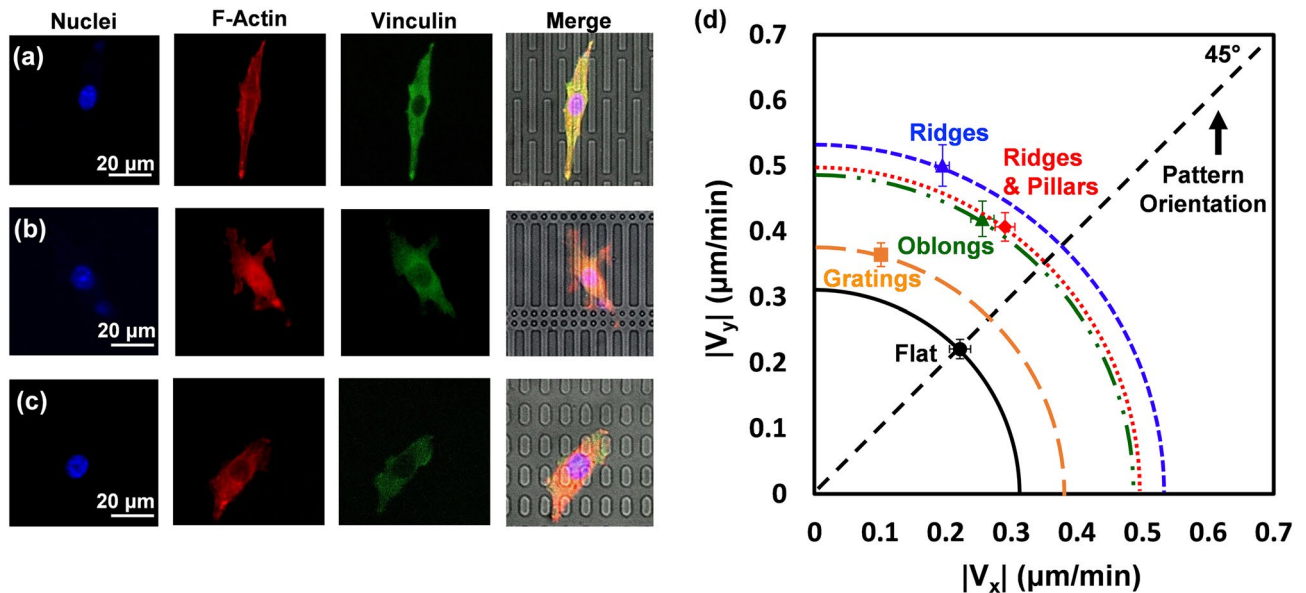 Nuclei
F-Actin
Vinculin
Merge
(a)
20 µm
(b)
20 µm
(c)
20 µm
(d)
0.7
0.6
0.5
0.4
0.3
0.2
0.1
0
|Vy| (µm/min)
45°
Ridges
Ridges
& Pillars
Pattern
Orientation
Oblongs
Gratings
Flat
0
0.1
0.2
0.3
0.4
0.5
0.6
0.7
|Vx| (µm/min)